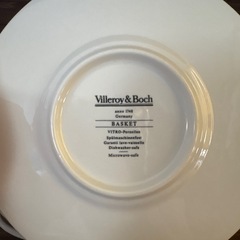 Villeroy & Boch
anno 1748
Germany
BASKET
VITRO-Porzellan
Spülmaschinenfest
Garanti lave-vaisselle
Dishwasher-safe
Microwave-safe